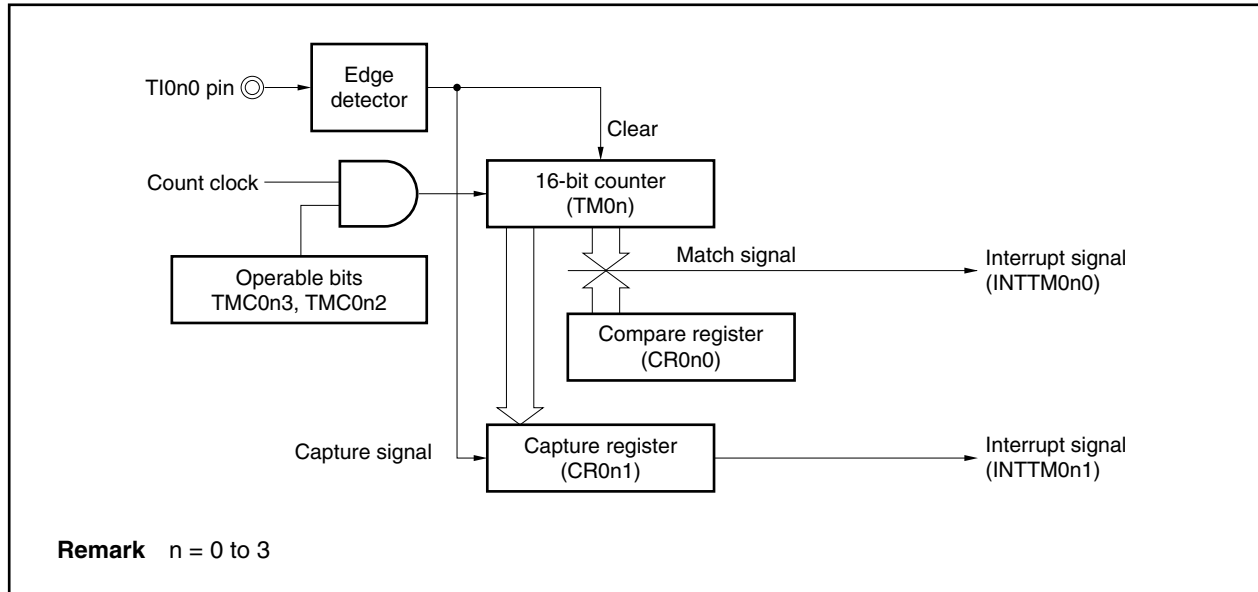 TI0n0 pin
Edge
detector
Clear
Count clock
16-bit counter
(TM0n)
Operable bits
TMC0n3, TMC0n2
Match signal
Interrupt signal
(INTTM0n0)
Compare register
(CR0n0)
Capture signal
Capture register
(CR0n1)
Interrupt signal
(INTTM0n1)
Remark n = 0 to 3